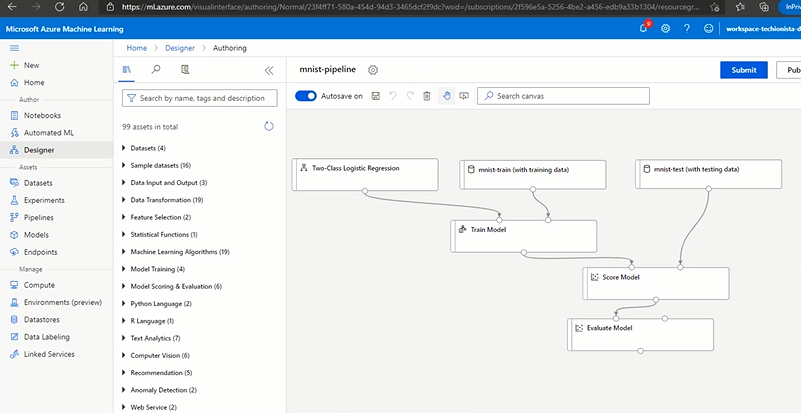 https://ml.azure.com/visualinterface/authoring/Normal/23f4ff71-580a-454d-94d3-3465dcf2f9dc?wsid=/subscriptions/2f596e5a-5256-4be2-a456-edb9a33b1304/resourcegr...
InPriv
Microsoft Azure Machine Learning
9
workspace-techionista-d
Home
Designer
Authoring
New
Home
Author
Notebooks
Automated ML
Designer
Assets
Datasets
Experiments
Pipelines
Models
Endpoints
Manage
Compute
Environments (preview)
Datastores
Data Labeling
Linked Services
Search by name, tags and description
99 assets in total
Datasets (4)
Sample datasets (16)
Data Input and Output (3)
Data Transformation (19)
Feature Selection (2)
Statistical Functions (1)
Machine Learning Algorithms (19)
Model Training (4)
Model Scoring & Evaluation (6)
Python Language (2)
R Language (1)
Text Analytics (7)
Computer Vision (6)
Recommendation (5)
Anomaly Detection (2)
Web Service (2)
mnist-pipeline
Submit
Pub
Autosave on
Search canvas
Two-Class Logistic Regression
mnist-train (with training data)
mnist-test (with testing data)
Train Model
Score Model
Evaluate Model